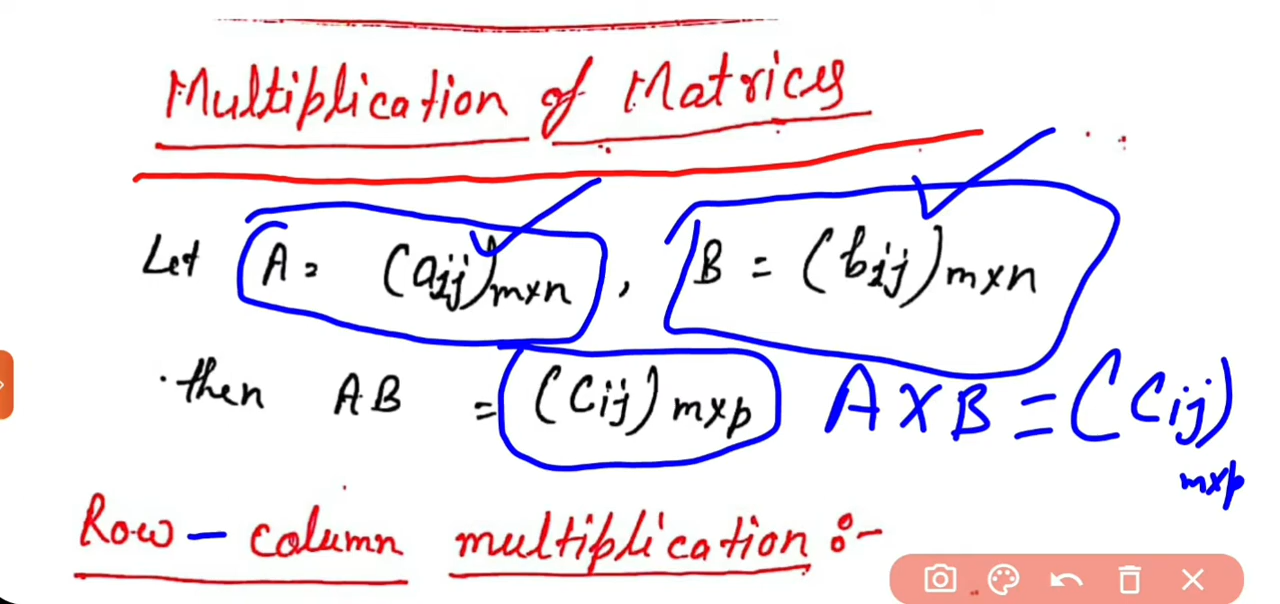 Multiplication of Matrices
Let A = (aij)m×n , B = (bij)m×n
then AB = (Cij)m×p A×B = (Cij)m×p
Row – column multiplication :-